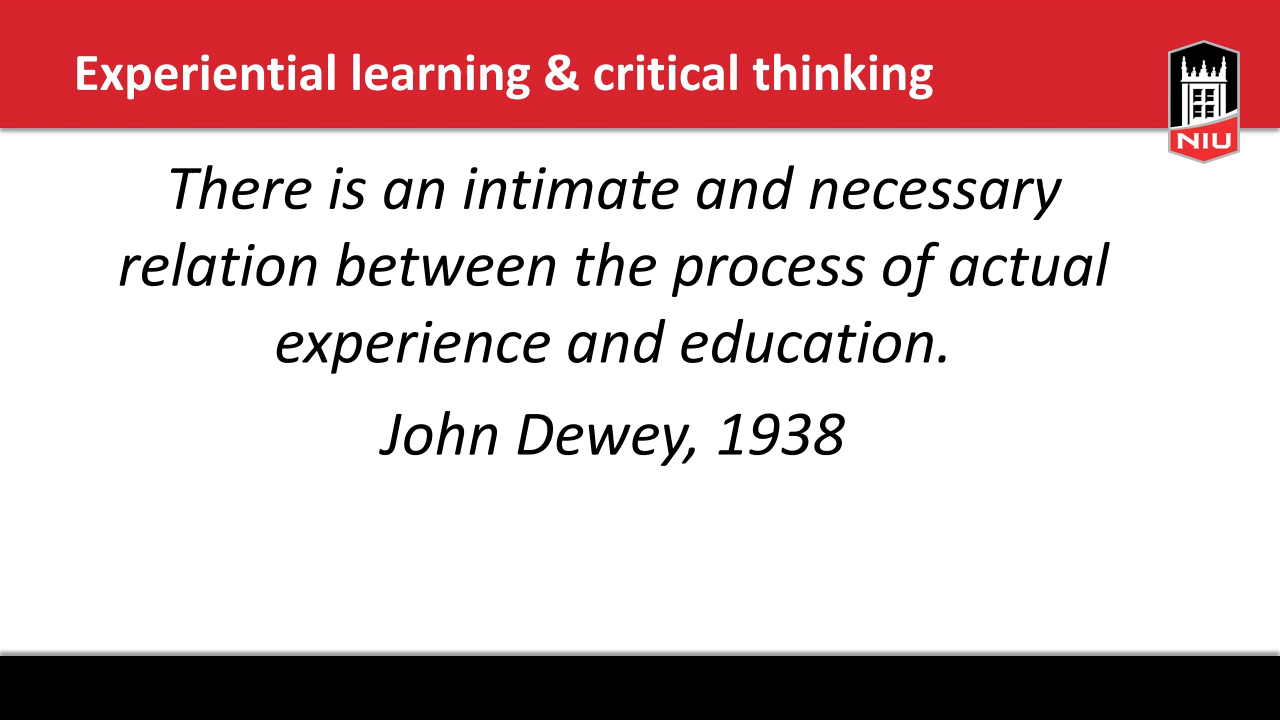 Experiential learning & critical thinking
NIU
There is an intimate and necessary
relation between the process of actual
experience and education.
John Dewey, 1938